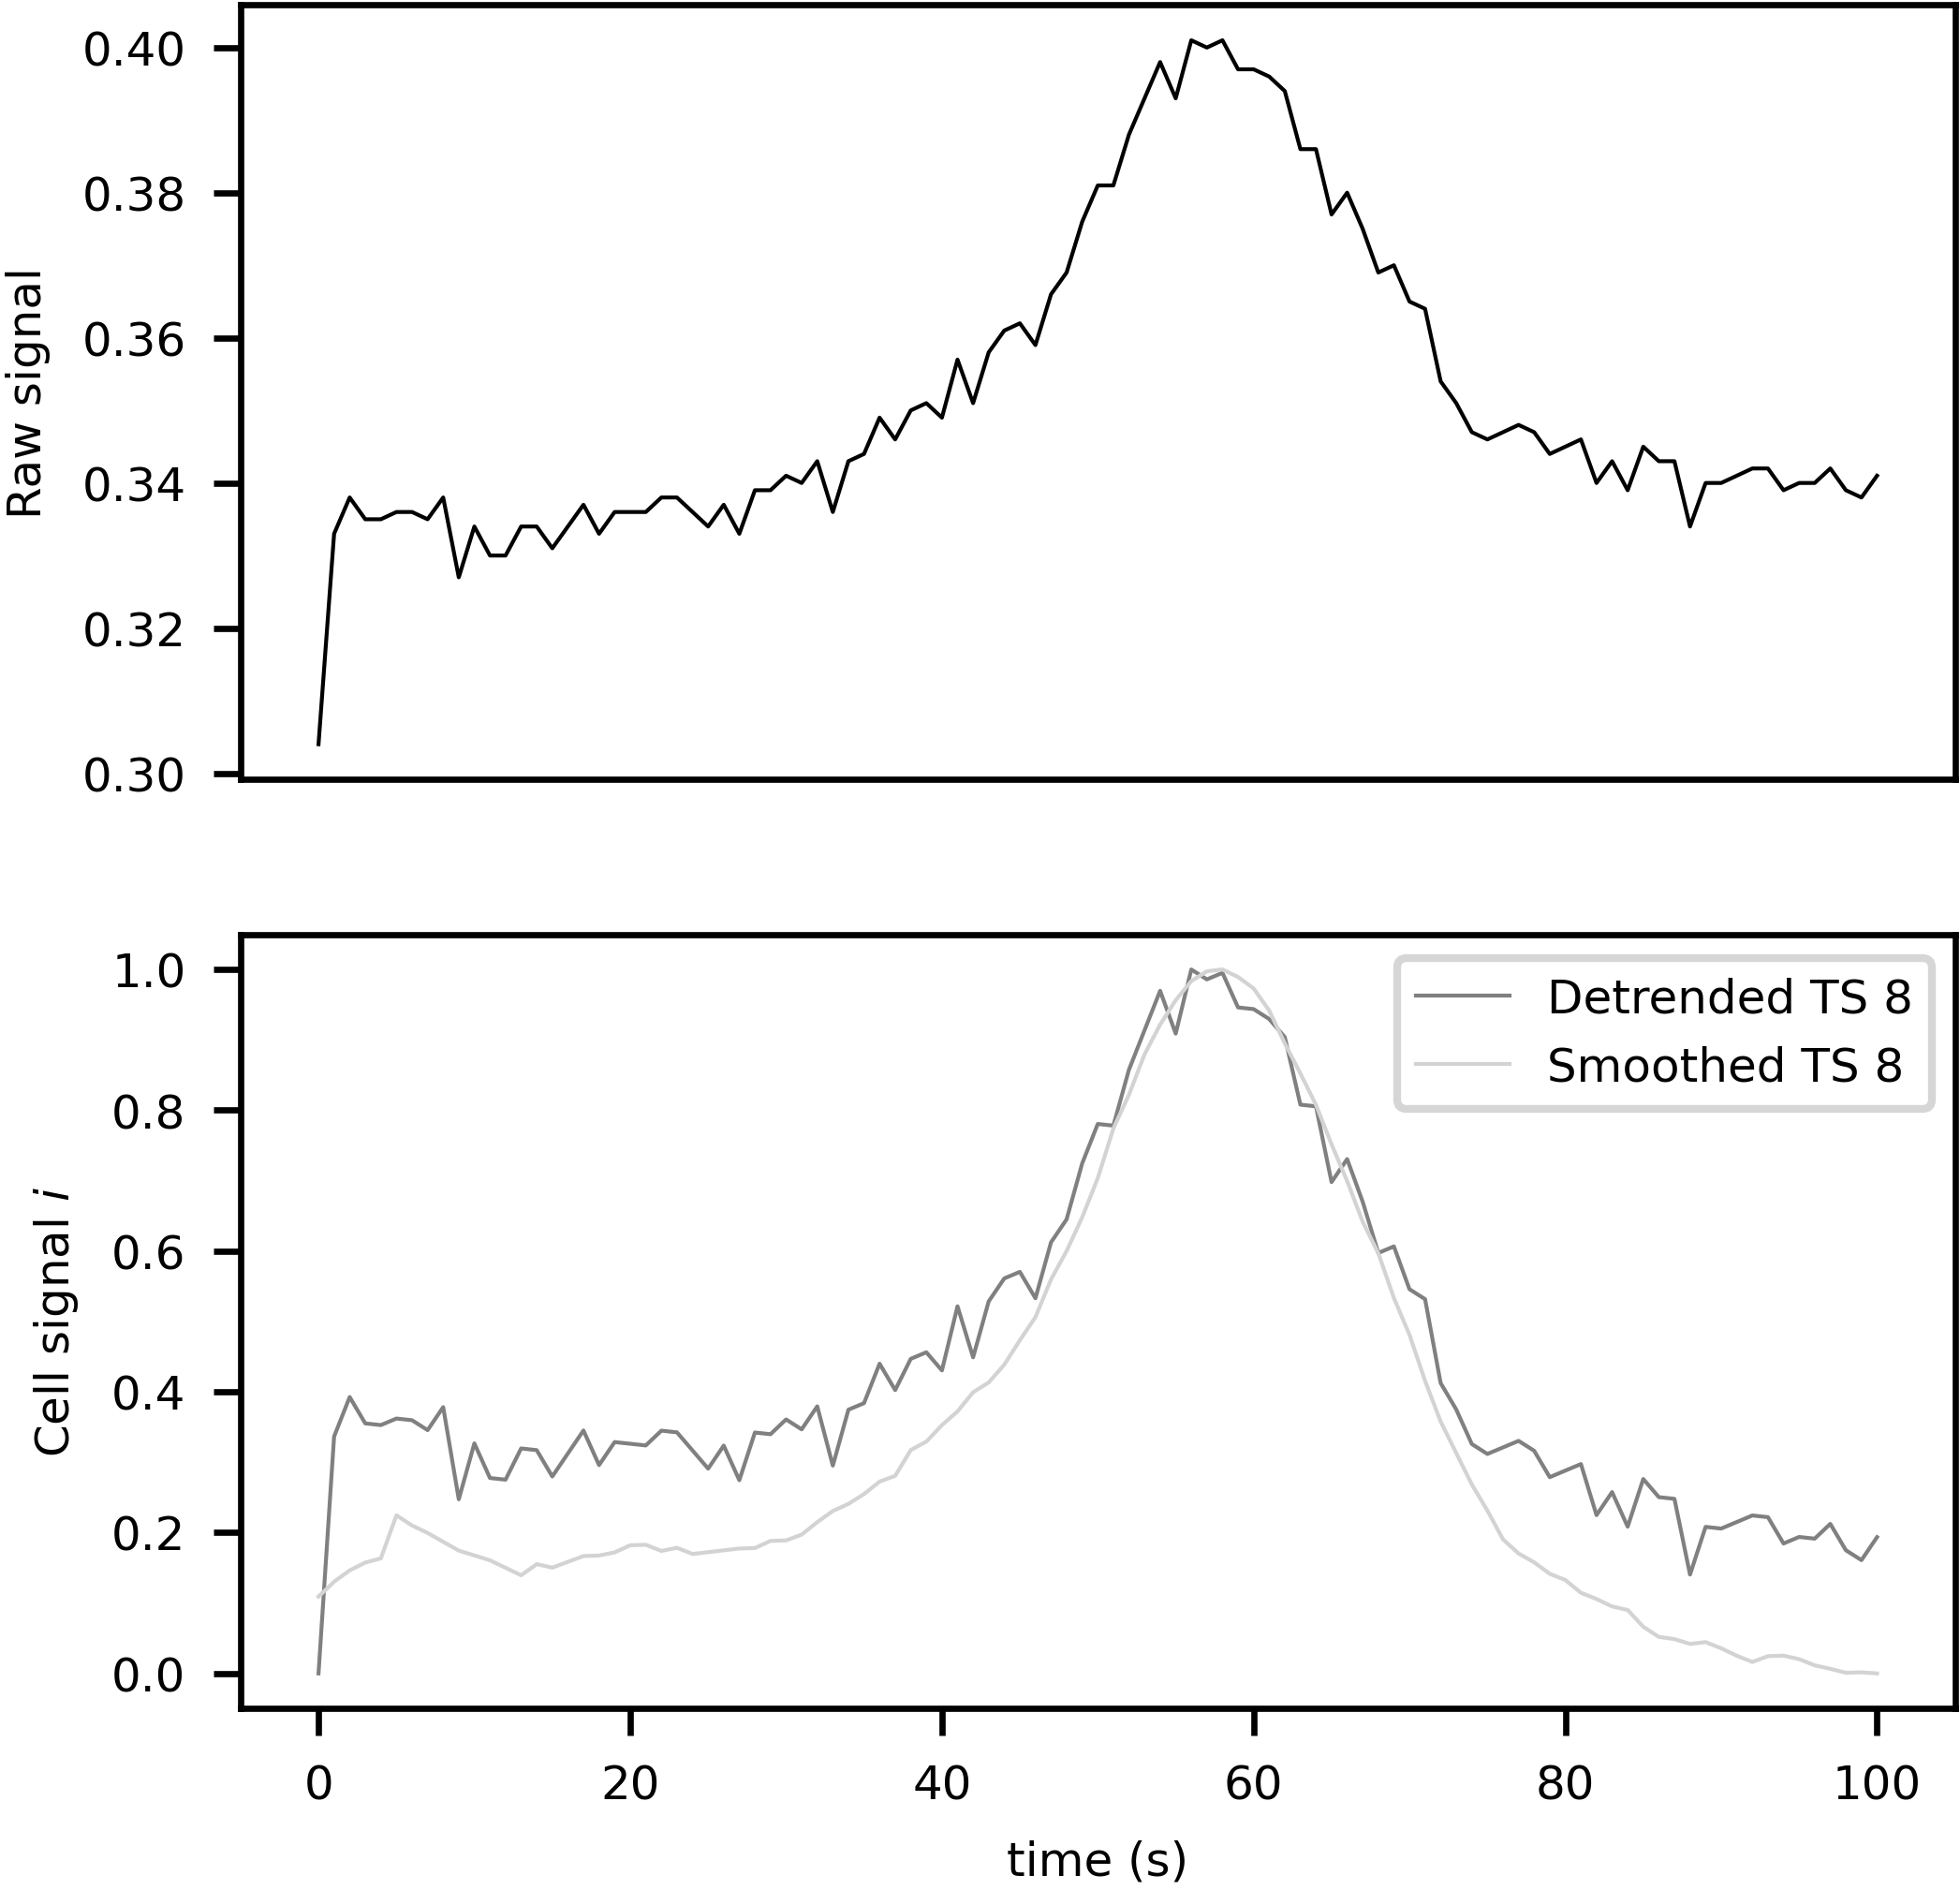 Raw signal
0.40
0.38
0.36
0.34
0.32
0.30
Cell signal i
1.0
0.8
0.6
0.4
0.2
0.0
Detrended TS 8
Smoothed TS 8
0 20 40 60 80 100
time (s)